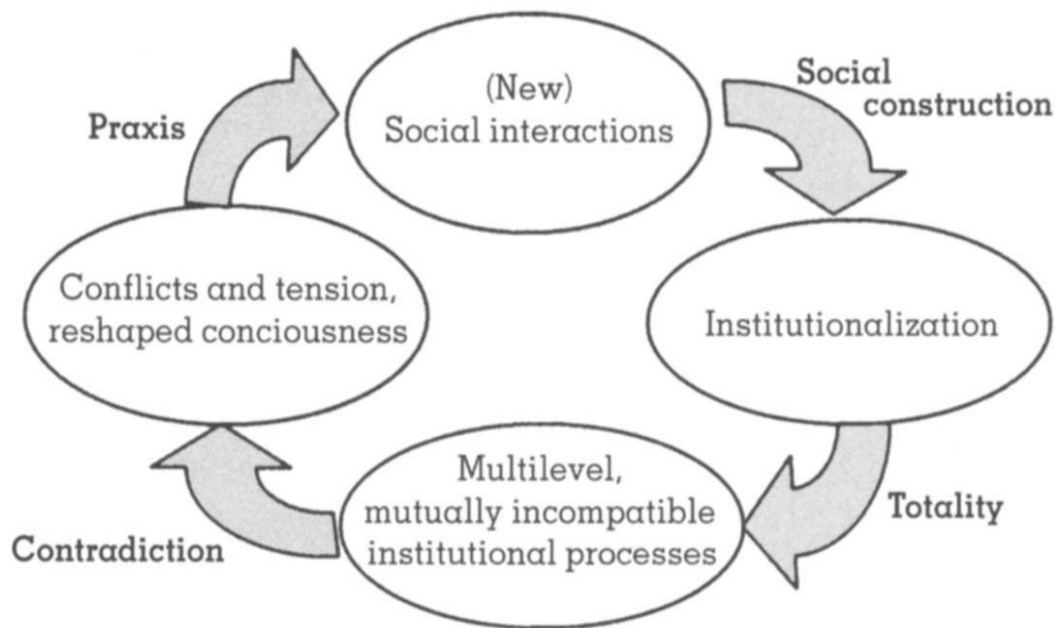 (New)
Social interactions
Social
construction
Institutionalization
Totality
Multilevel,
mutually incompatible
institutional processes
Contradiction
Conflicts and tension,
reshaped conciousness
Praxis